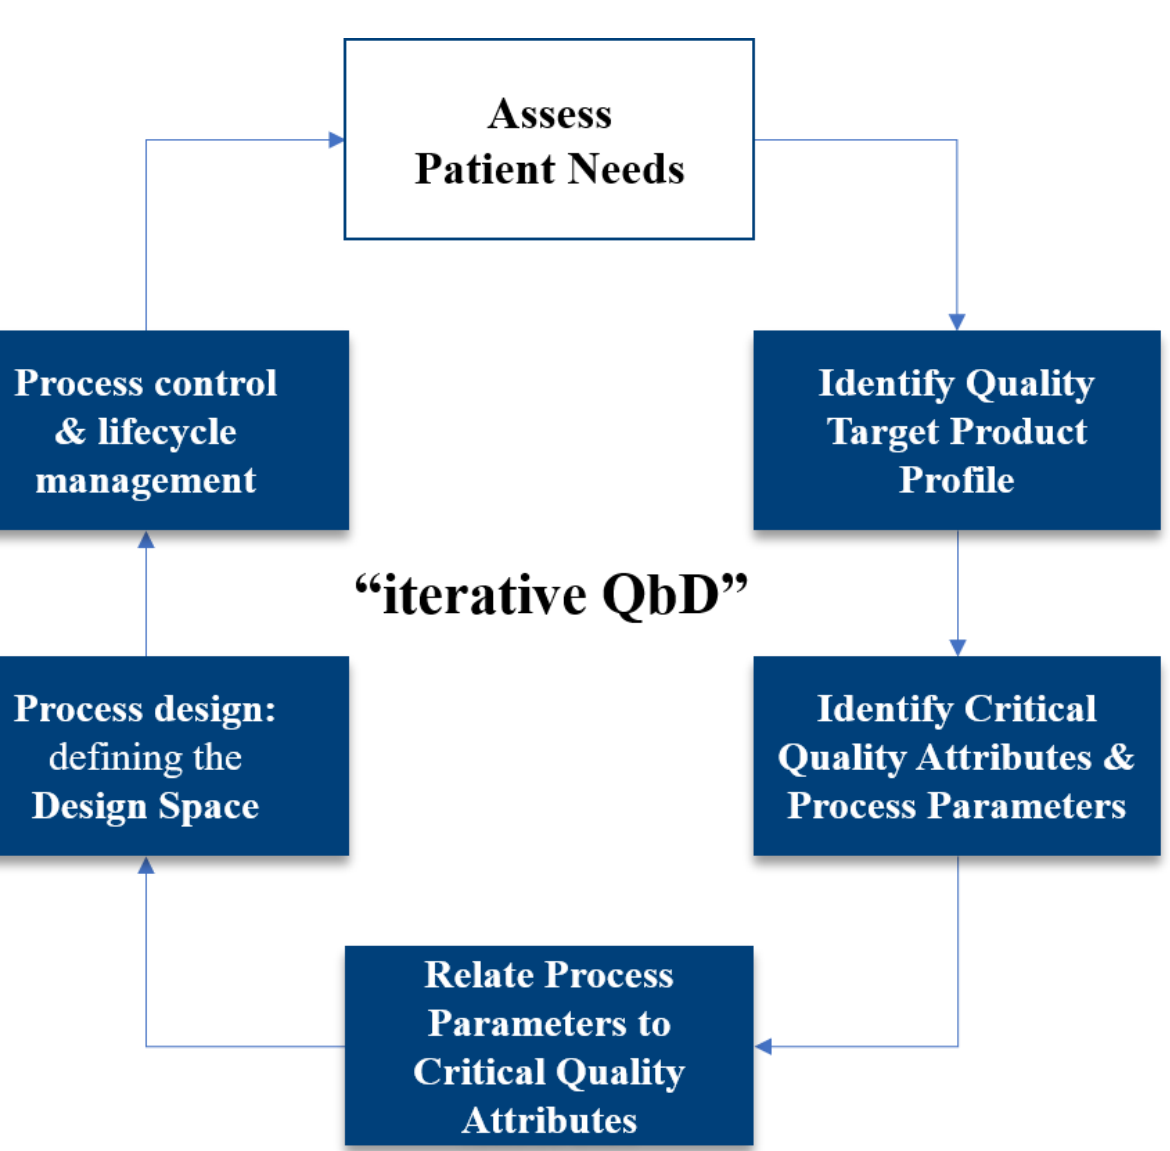 Assess
Patient Needs
Identify Quality
Target Product
Profile
Identify Critical
Quality Attributes &
Process Parameters
Relate Process
Parameters to
Critical Quality
Attributes
Process design:
defining the
Design Space
Process control
& lifecycle
management
“iterative QbD”